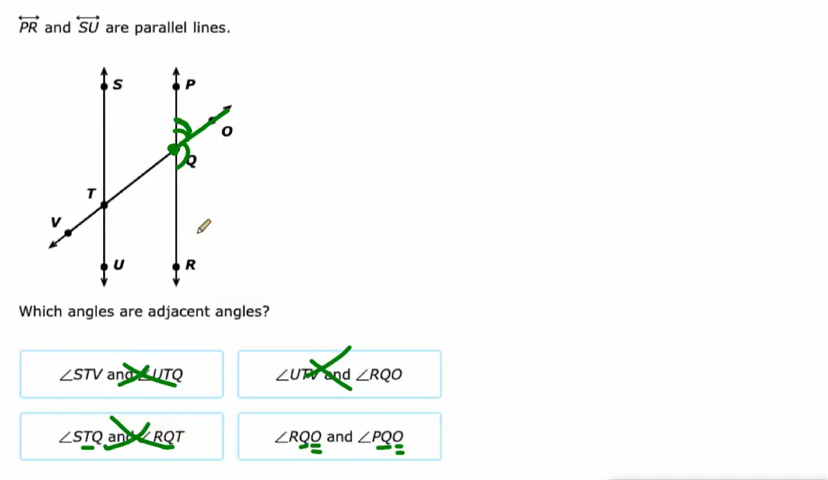 PR and SU are parallel lines.
S
P
O
Q
T
V
U
R
Which angles are adjacent angles?
∠STV and ∠UTQ
∠UTV and ∠RQO
∠STQ and ∠RQT
∠RQO and ∠PQO